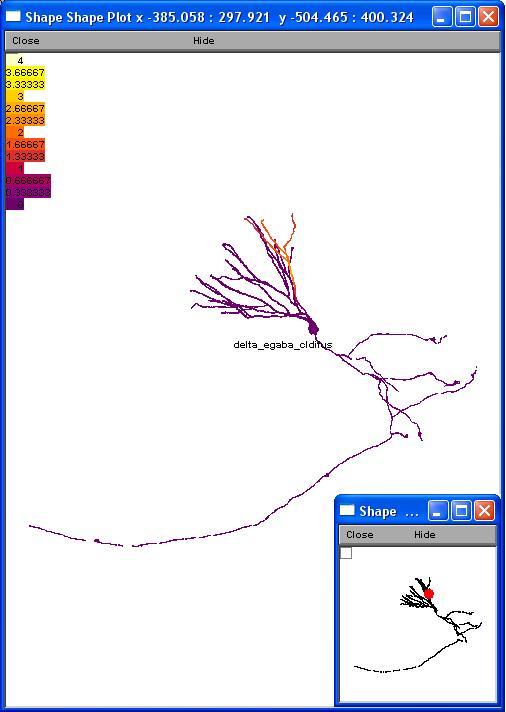 Shape Shape Plot x -385.058 : 297.921 y -504.465 : 400.324
Close Hide
4
3.66667
3.33333
3
2.66667
2.33333
2
1.66667
1.33333
1
0.666667
0.333333
0
delta_egaba_cldifus
Shape ...
Close Hide